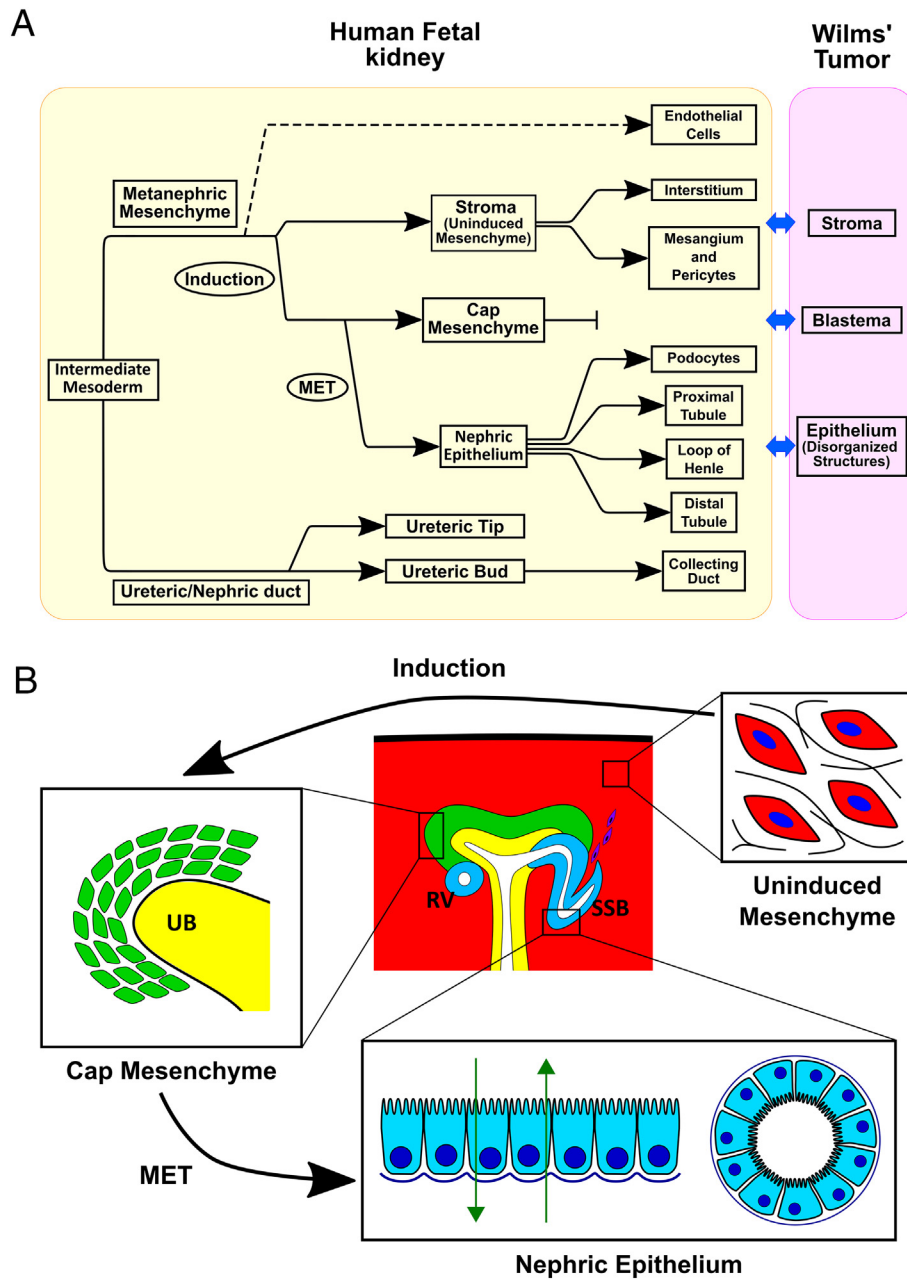 A
Human Fetal
kidney
Wilms'
Tumor
Endothelial
Cells
Metanephric
Mesenchyme
Interstitium
Stroma
(Uninduced
Mesenchyme)
Stroma
Mesangium
and
Pericytes
Induction
Cap
Mesenchyme
Blastema
Intermediate
Mesoderm
MET
Podocytes
Proximal
Tubule
Nephric
Epithelium
Epithelium
(Disorganized
Structures)
Loop of
Henle
Distal
Tubule
Ureteric Tip
Ureteric Bud
Collecting
Duct
Ureteric/Nephric duct
B
Induction
UB
RV
SSB
Uninduced
Mesenchyme
Cap Mesenchyme
MET
Nephric Epithelium